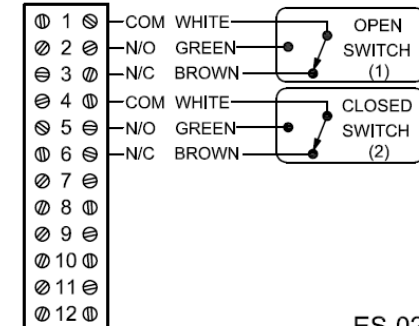 1 COM WHITE OPEN
2 N/O GREEN SWITCH
3 N/C BROWN (1)
4 COM WHITE CLOSED
5 N/O GREEN SWITCH
6 N/C BROWN (2)
7
8
9
10
11
12